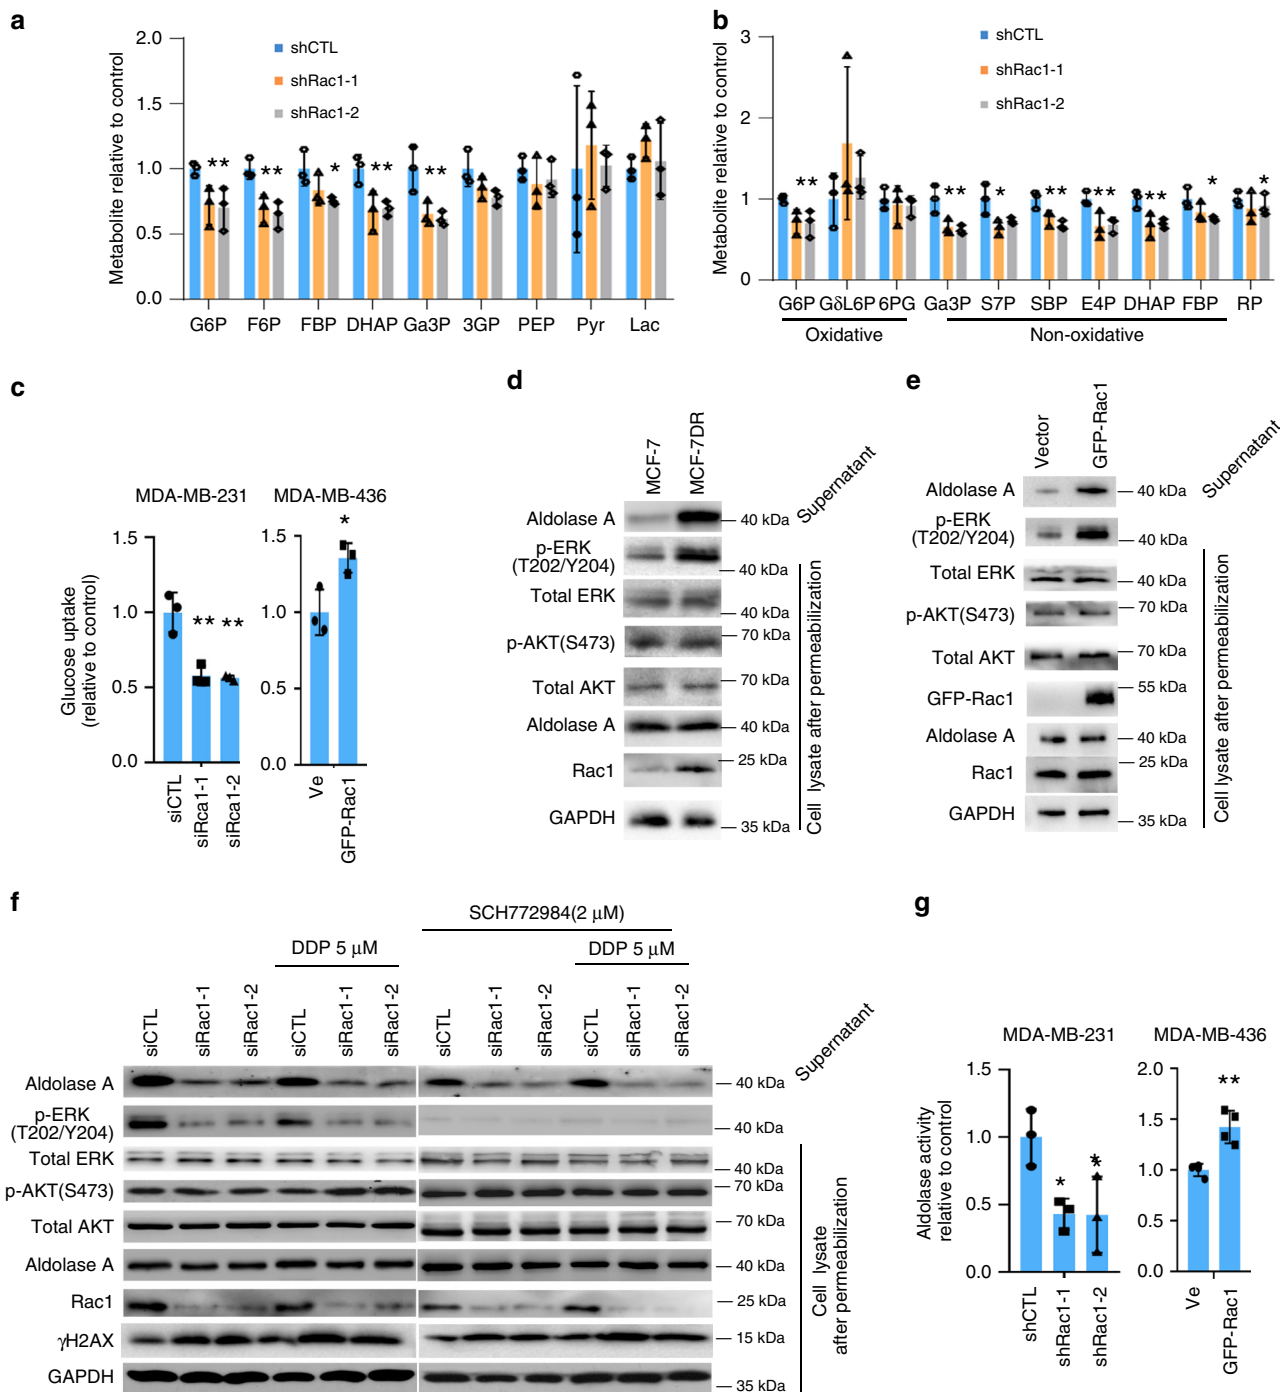 a
Metabolite relative to control
2.0
1.5
1.0
0.5
0.0
shCTL
shRac1-1
shRac1-2
** ** * ** **
G6P F6P FBP DHAP Ga3P 3GP PEP Pyr Lac
b
Metabolite relative to control
3
2
1
0
shCTL
shRac1-1
shRac1-2
** ** * ** ** ** * *
G6P GδL6P 6PG Ga3P S7P SBP E4P DHAP FBP RP
Oxidative Non-oxidative
c
MDA-MB-231 MDA-MB-436
Glucose uptake
(relative to control)
1.5
1.0
0.5
0.0
** **
siCTL
siRca1-1
siRca1-2
1.5
1.0
0.5
0.0
*
Ve
GFP-Rac1
d
MCF-7
MCF-7DR
Supernatant
Aldolase A 40 kDa
p-ERK
(T202/Y204) 40 kDa
Total ERK 40 kDa
p-AKT(S473) 70 kDa
Total AKT 70 kDa
Aldolase A 40 kDa
Rac1 25 kDa
GAPDH 35 kDa
Cell lysate after permeabilization
e
Vector
GFP-Rac1
Supernatant
Aldolase A 40 kDa
p-ERK
(T202/Y204) 40 kDa
Total ERK 40 kDa
p-AKT(S473) 70 kDa
Total AKT 70 kDa
GFP-Rac1 55 kDa
Aldolase A 40 kDa
Rac1 25 kDa
GAPDH 35 kDa
Cell lysate after permeabilization
f
SCH772984(2 μM)
DDP 5 μM DDP 5 μM
siCTL siRac1-1 siRac1-2 siCTL siRac1-1 siRac1-2 siCTL siRac1-1 siRac1-2 siCTL siRac1-1 siRac1-2
Supernatant
Aldolase A 40 kDa
p-ERK
(T202/Y204) 40 kDa
Total ERK 40 kDa
p-AKT(S473) 70 kDa
Total AKT 70 kDa
Aldolase A 40 kDa
Rac1 25 kDa
γH2AX 15 kDa
GAPDH 35 kDa
Cell lysate
after permeabilization
g
MDA-MB-231 MDA-MB-436
Aldolase activity
relative to control
1.5
1.0
0.5
0.0
* **
shCTL
shRac1-1
shRac1-2
2.0
1.5
1.0
0.5
0.0
**
Ve
GFP-Rac1